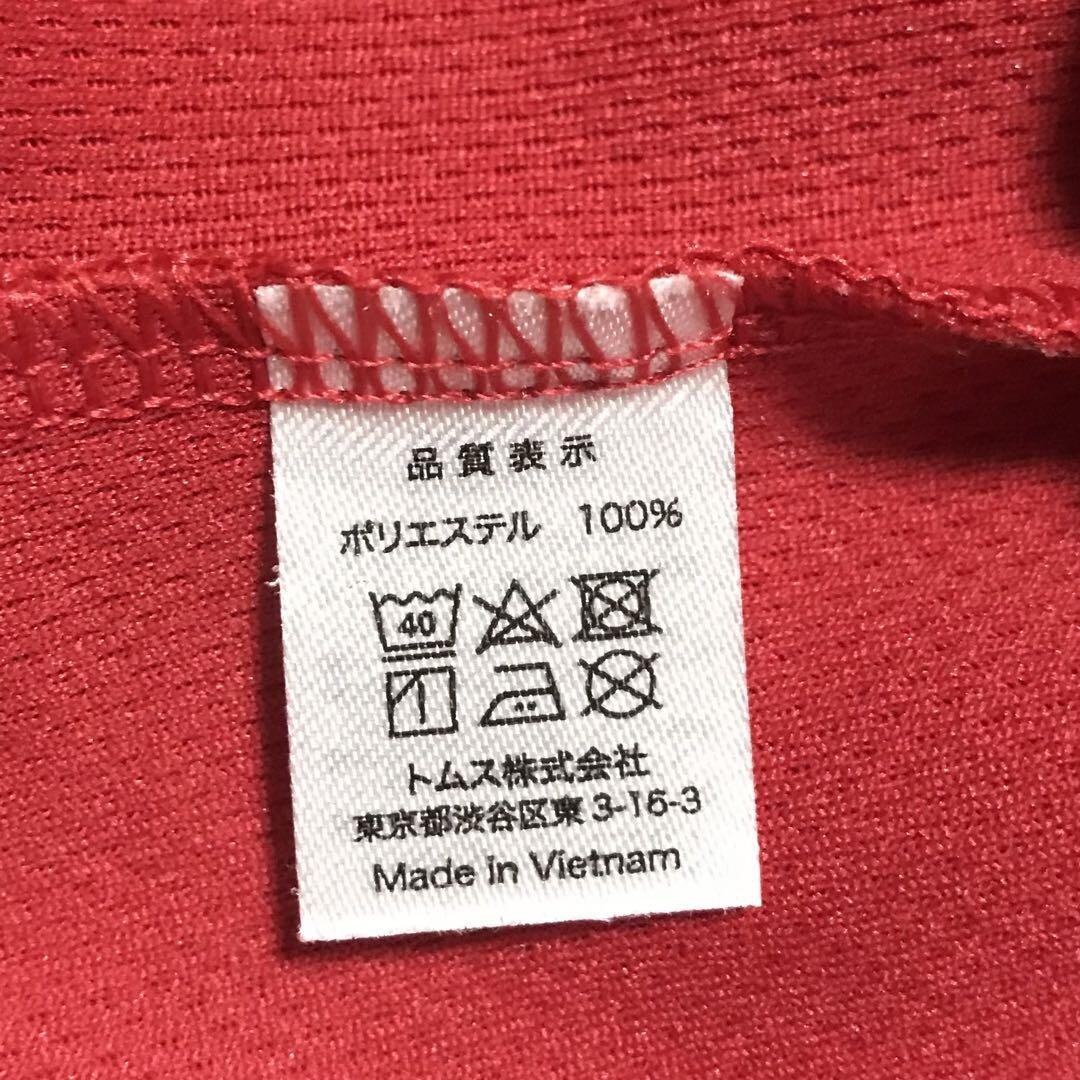 品質表示
ポリエステル 100%
40
トムス株式会社
東京都渋谷区東3-16-3
Made in Vietnam